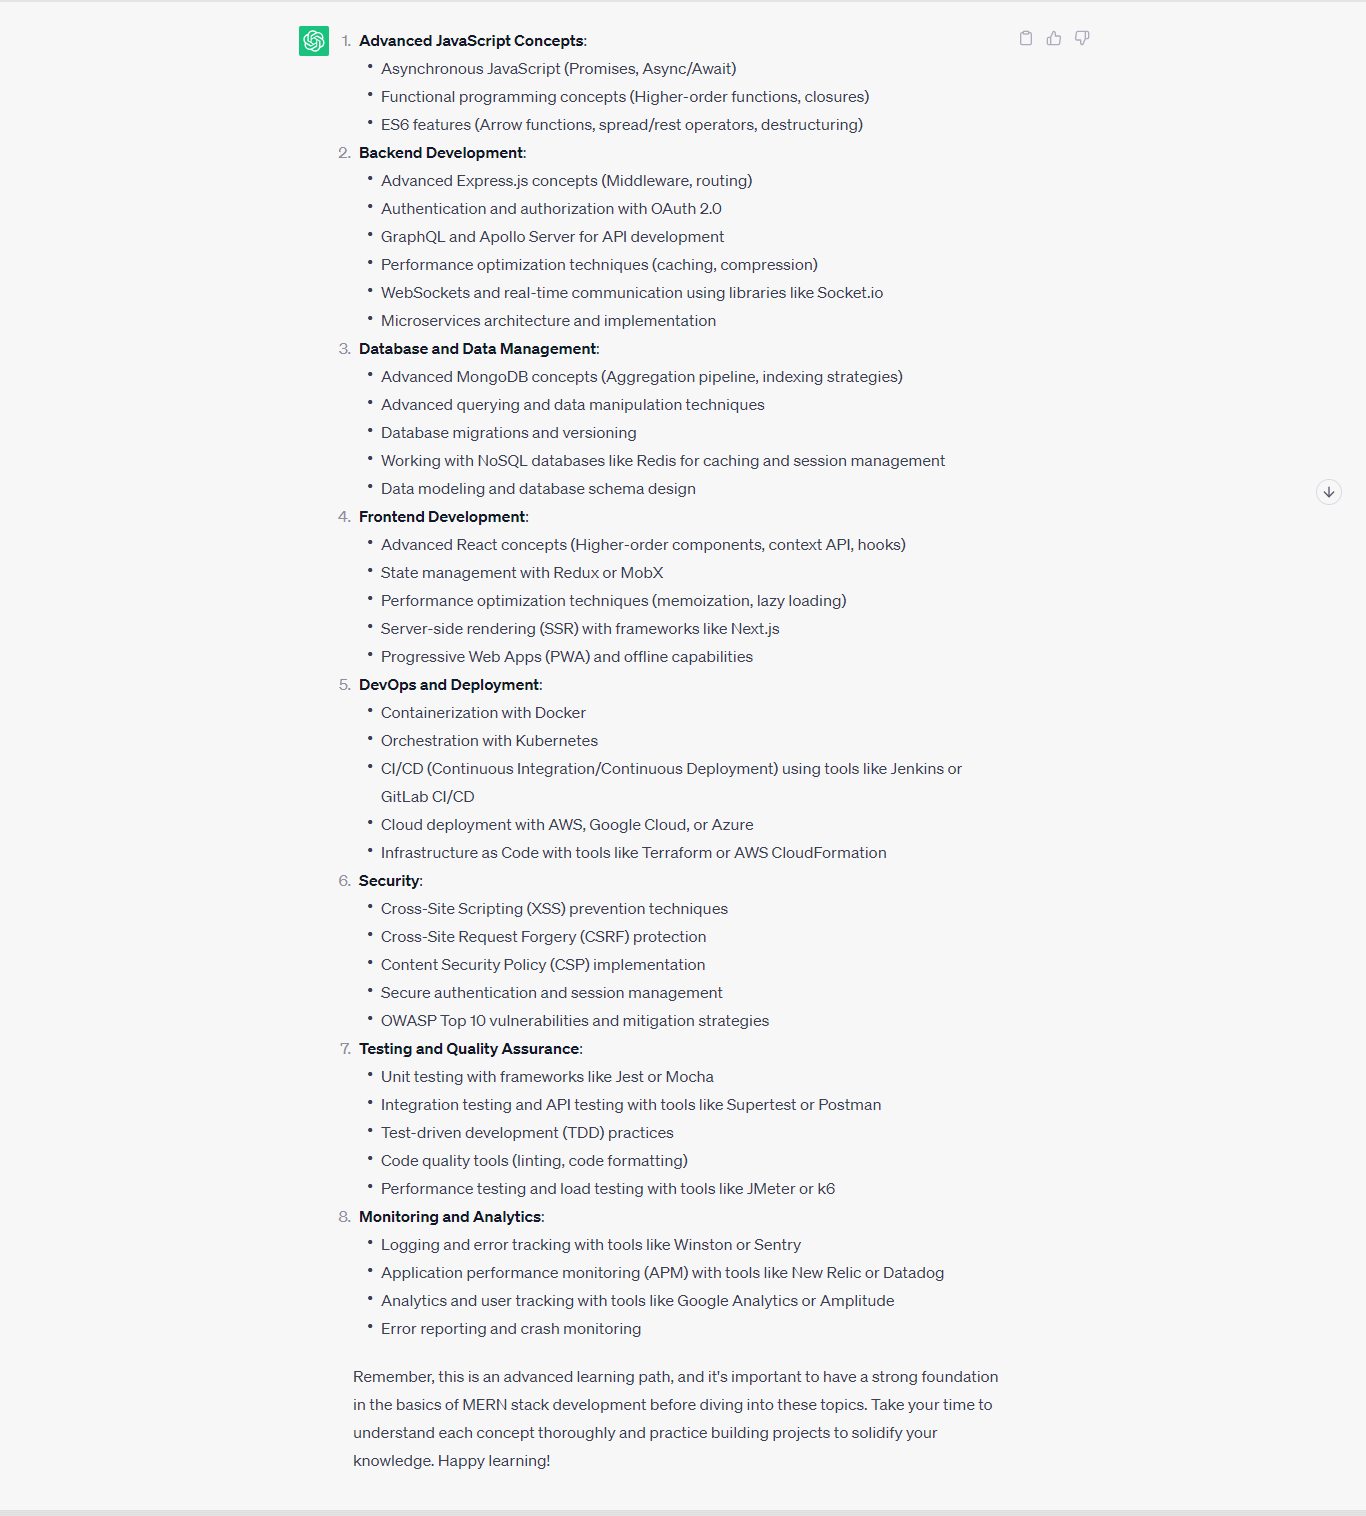 1. Advanced JavaScript Concepts:
• Asynchronous JavaScript (Promises, Async/Await)
• Functional programming concepts (Higher-order functions, closures)
• ES6 features (Arrow functions, spread/rest operators, destructuring)
2. Backend Development:
• Advanced Express.js concepts (Middleware, routing)
• Authentication and authorization with OAuth 2.0
• GraphQL and Apollo Server for API development
• Performance optimization techniques (caching, compression)
• WebSockets and real-time communication using libraries like Socket.io
• Microservices architecture and implementation
3. Database and Data Management:
• Advanced MongoDB concepts (Aggregation pipeline, indexing strategies)
• Advanced querying and data manipulation techniques
• Database migrations and versioning
• Working with NoSQL databases like Redis for caching and session management
• Data modeling and database schema design
4. Frontend Development:
• Advanced React concepts (Higher-order components, context API, hooks)
• State management with Redux or MobX
• Performance optimization techniques (memoization, lazy loading)
• Server-side rendering (SSR) with frameworks like Next.js
• Progressive Web Apps (PWA) and offline capabilities
5. DevOps and Deployment:
• Containerization with Docker
• Orchestration with Kubernetes
• CI/CD (Continuous Integration/Continuous Deployment) using tools like Jenkins or
GitLab CI/CD
• Cloud deployment with AWS, Google Cloud, or Azure
• Infrastructure as Code with tools like Terraform or AWS CloudFormation
6. Security:
• Cross-Site Scripting (XSS) prevention techniques
• Cross-Site Request Forgery (CSRF) protection
• Content Security Policy (CSP) implementation
• Secure authentication and session management
• OWASP Top 10 vulnerabilities and mitigation strategies
7. Testing and Quality Assurance:
• Unit testing with frameworks like Jest or Mocha
• Integration testing and API testing with tools like Supertest or Postman
• Test-driven development (TDD) practices
• Code quality tools (linting, code formatting)
• Performance testing and load testing with tools like JMeter or k6
8. Monitoring and Analytics:
• Logging and error tracking with tools like Winston or Sentry
• Application performance monitoring (APM) with tools like New Relic or Datadog
• Analytics and user tracking with tools like Google Analytics or Amplitude
• Error reporting and crash monitoring
Remember, this is an advanced learning path, and it's important to have a strong foundation
in the basics of MERN stack development before diving into these topics. Take your time to
understand each concept thoroughly and practice building projects to solidify your
knowledge. Happy learning!